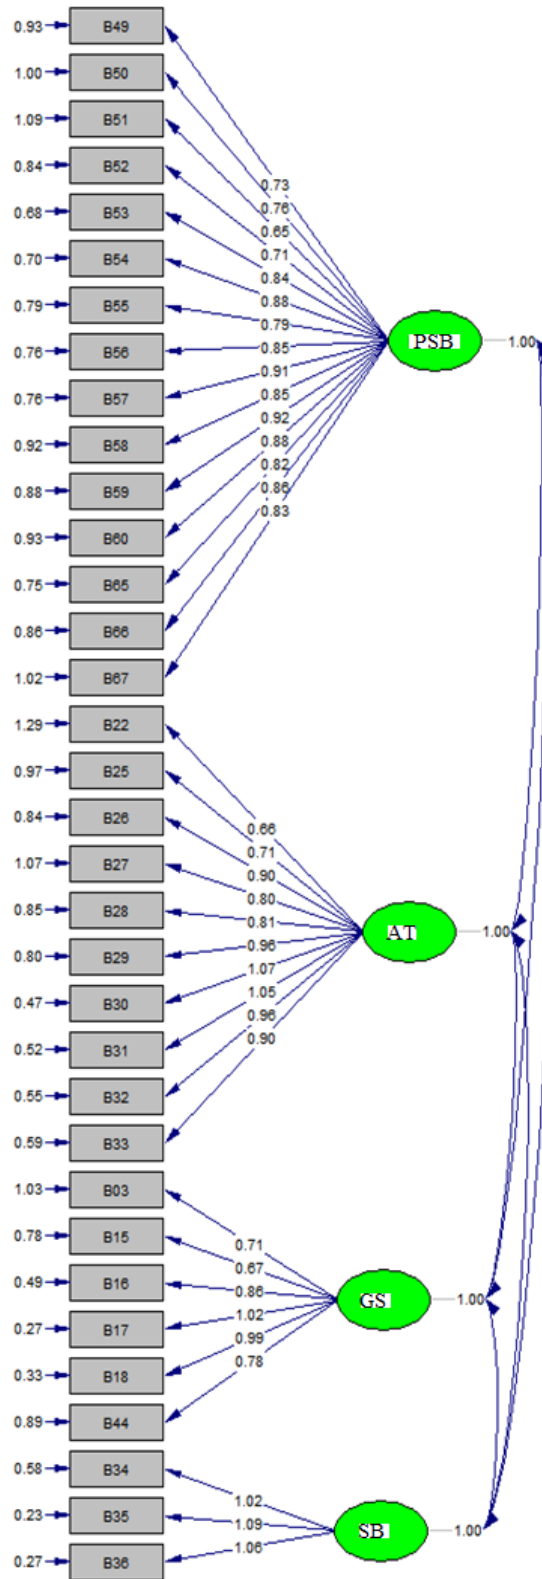 0.93 B49
1.00 B50
1.09 B51
0.84 B52
0.73
0.68 B53
0.76
0.65
0.70 B54
0.71
0.84
0.79 B55
0.88
0.79
0.76 B56
0.85
PSB 1.00
0.76 B57
0.91
0.85
0.92 B58
0.92
0.88 B59
0.88
0.82
0.93 B60
0.86
0.83
0.75 B65
0.86 B66
1.02 B67
1.29 B22
0.97 B25
0.84 B26
0.66
0.71
1.07 B27
0.90
0.80
0.85 B28
0.81
AT 1.00
0.80 B29
0.96
1.07
0.47 B30
1.05
0.96
0.52 B31
0.90
0.55 B32
0.59 B33
1.03 B03
0.78 B15
0.71
0.67
0.49 B16
0.86
GS 1.00
0.27 B17
1.02
0.99
0.33 B18
0.78
0.89 B44
0.58 B34
1.02
0.23 B35
1.09
SB 1.00
1.06
0.27 B36